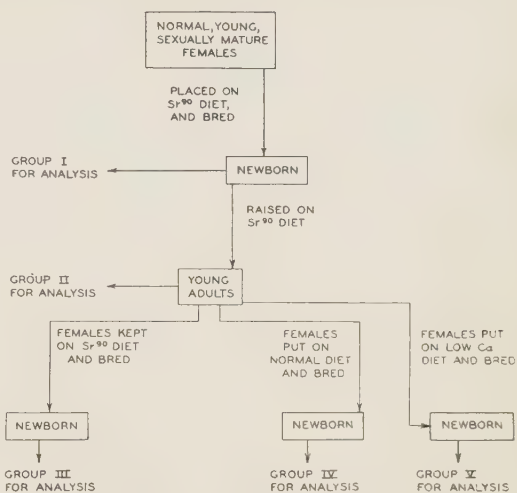 NORMAL, YOUNG,
SEXUALLY MATURE
FEMALES
PLACED ON
Sr⁹⁰ DIET,
AND BRED
GROUP I
FOR ANALYSIS
NEWBORN
RAISED ON
Sr⁹⁰ DIET
GROUP II
FOR ANALYSIS
YOUNG
ADULTS
FEMALES KEPT
ON Sr⁹⁰ DIET
AND BRED
FEMALES
PUT ON
NORMAL DIET
AND BRED
FEMALES PUT
ON LOW Ca
DIET AND BRED
NEWBORN
NEWBORN
NEWBORN
GROUP III
FOR ANALYSIS
GROUP IV
FOR ANALYSIS
GROUP V
FOR ANALYSIS